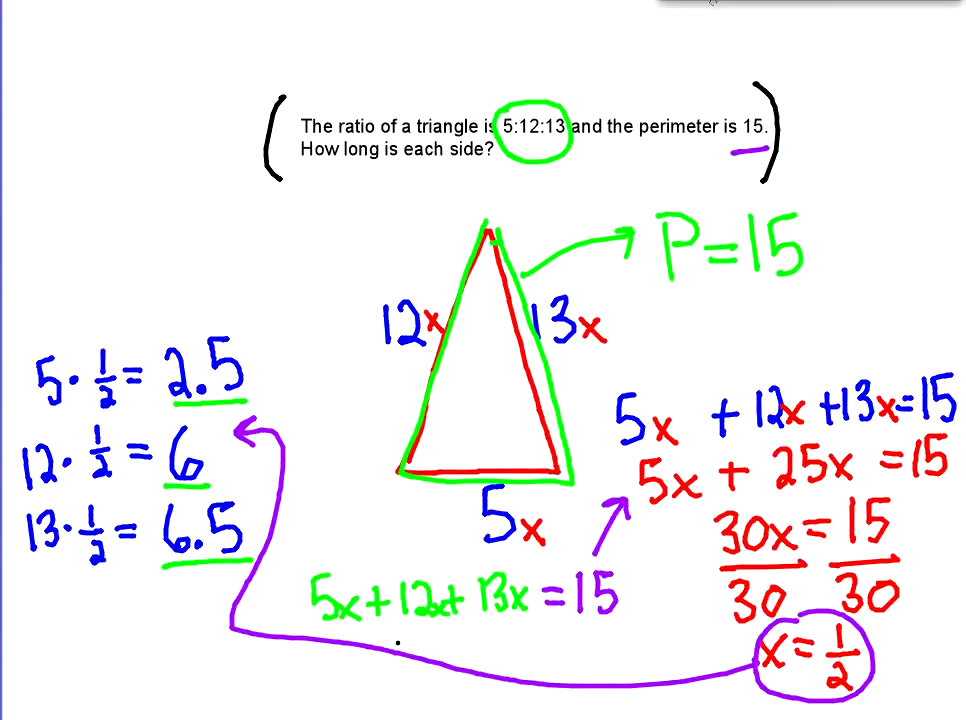 The ratio of a triangle is 5:12:13 and the perimeter is 15.
How long is each side?
P=15
12x
13x
5x
5x + 12x + 13x = 15
5x + 12x +13x=15
5x + 25x = 15
30x = 15
30 30
x = 1/2
5 · 1/2 = 2.5
12 · 1/2 = 6
13 · 1/2 = 6.5